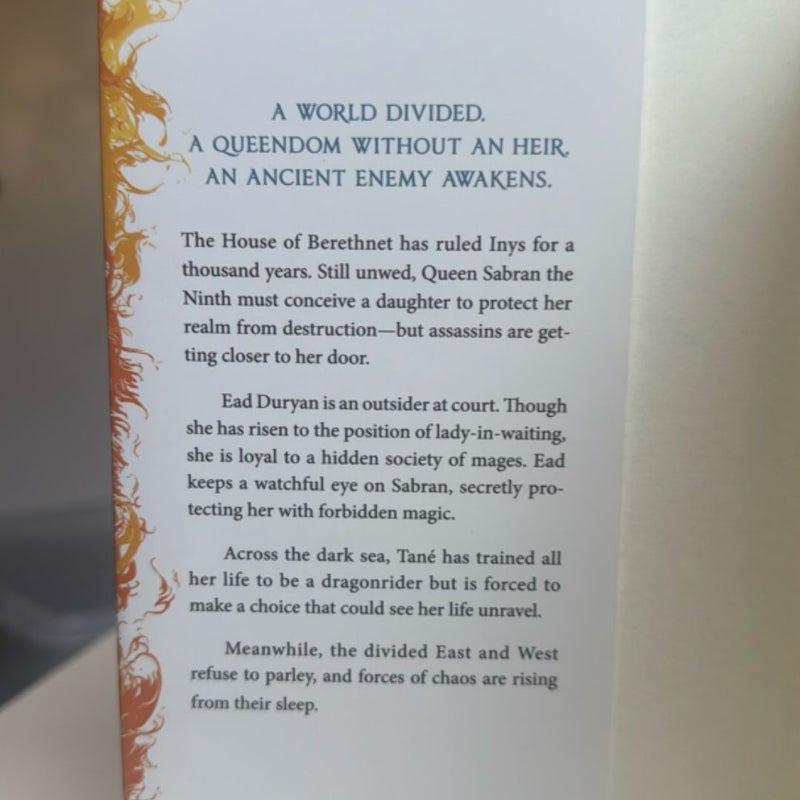 A WORLD DIVIDED.
A QUEENDOM WITHOUT AN HEIR.
AN ANCIENT ENEMY AWAKENS.
The House of Berethnet has ruled Inys for a
thousand years. Still unwed, Queen Sabran the
Ninth must conceive a daughter to protect her
realm from destruction—but assassins are get-
ting closer to her door.
Ead Duryan is an outsider at court. Though
she has risen to the position of lady-in-waiting,
she is loyal to a hidden society of mages. Ead
keeps a watchful eye on Sabran, secretly pro-
tecting her with forbidden magic.
Across the dark sea, Tané has trained all
her life to be a dragonrider but is forced to
make a choice that could see her life unravel.
Meanwhile, the divided East and West
refuse to parley, and forces of chaos are rising
from their sleep.